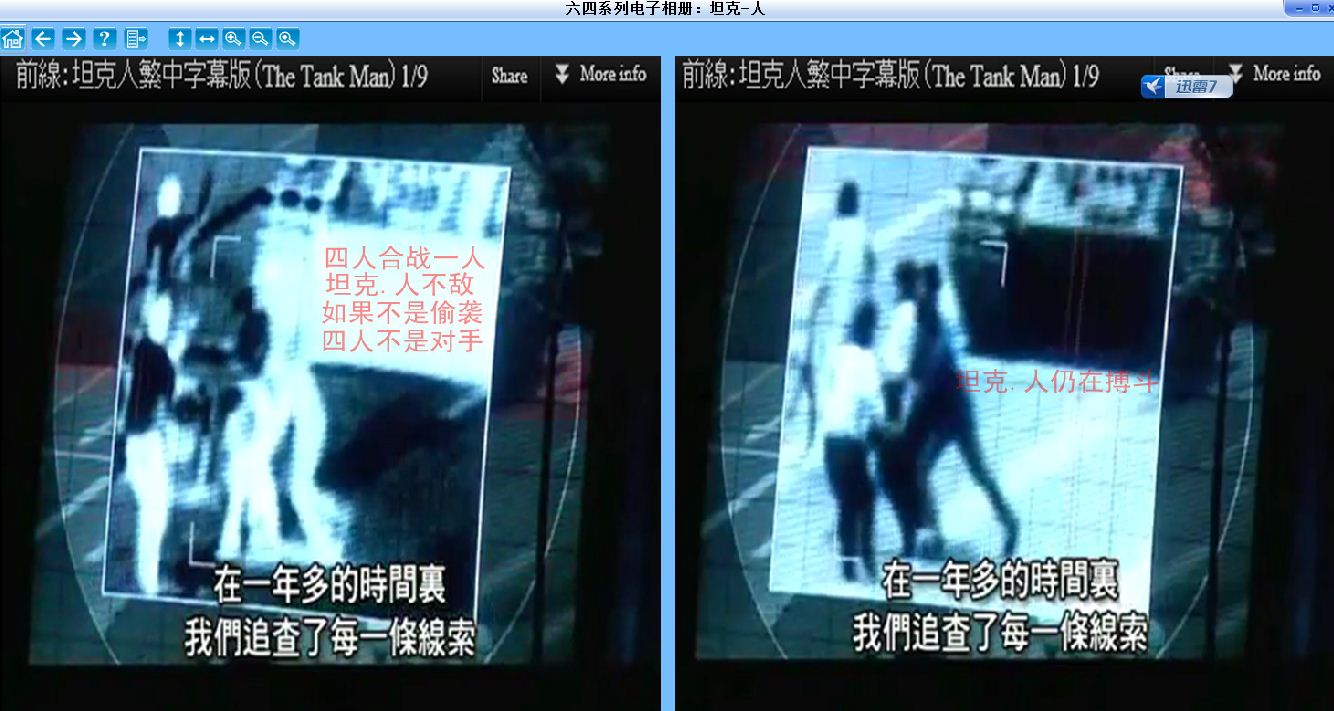 六四系列电子相册：坦克-人
前線:坦克人繁中字幕版(The Tank Man) 1/9
Share
More info
四人合战一人
坦克.人不敌
如果不是偷袭
四人不是对手
在一年多的時間裏
我們追查了每一條線索
前線:坦克人繁中字幕版(The Tank Man) 1/9
Share
More info
迅雷7
坦克.人仍在搏斗
在一年多的時間裏
我們追查了每一條線索